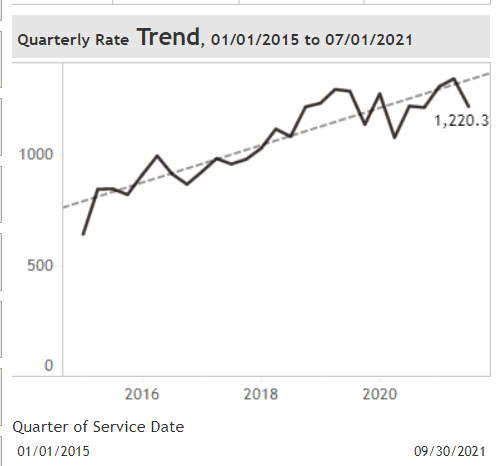 Quarterly Rate Trend, 01/01/2015 to 07/01/2021
1,220.3
1000
500
0
2016 2018 2020
Quarter of Service Date
01/01/2015 09/30/2021